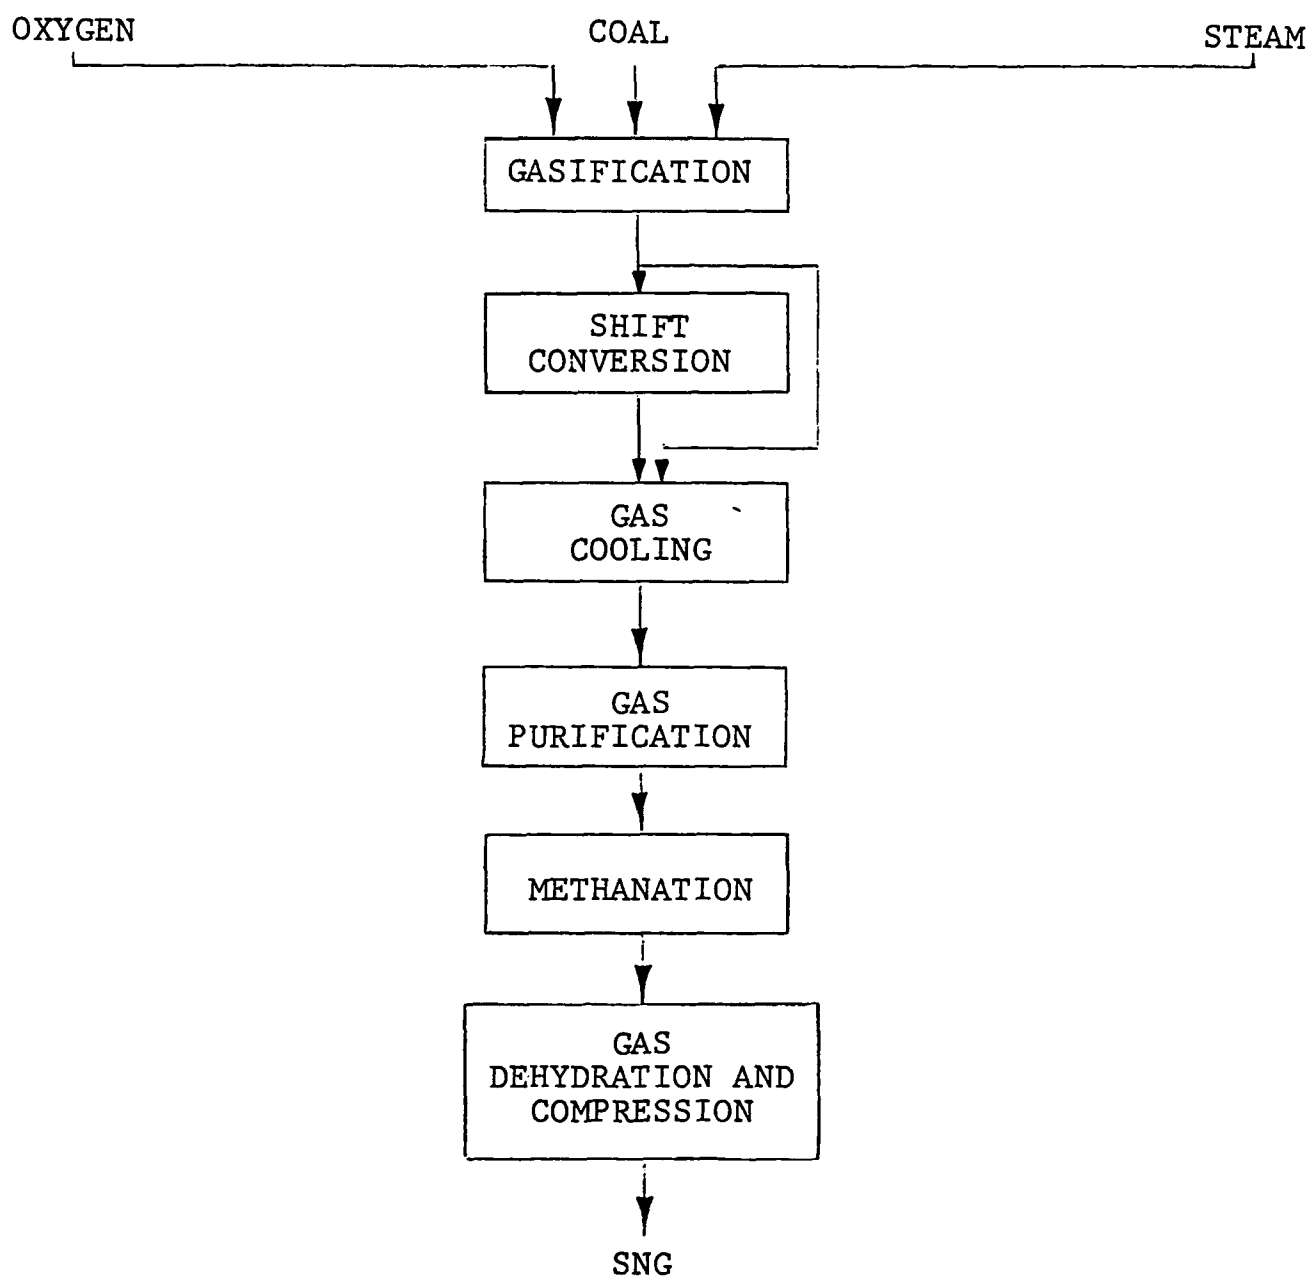 OXYGEN
COAL
STEAM
GASIFICATION
SHIFT
CONVERSION
GAS
COOLING
GAS
PURIFICATION
METHANATION
GAS
DEHYDRATION AND
COMPRESSION
SNG